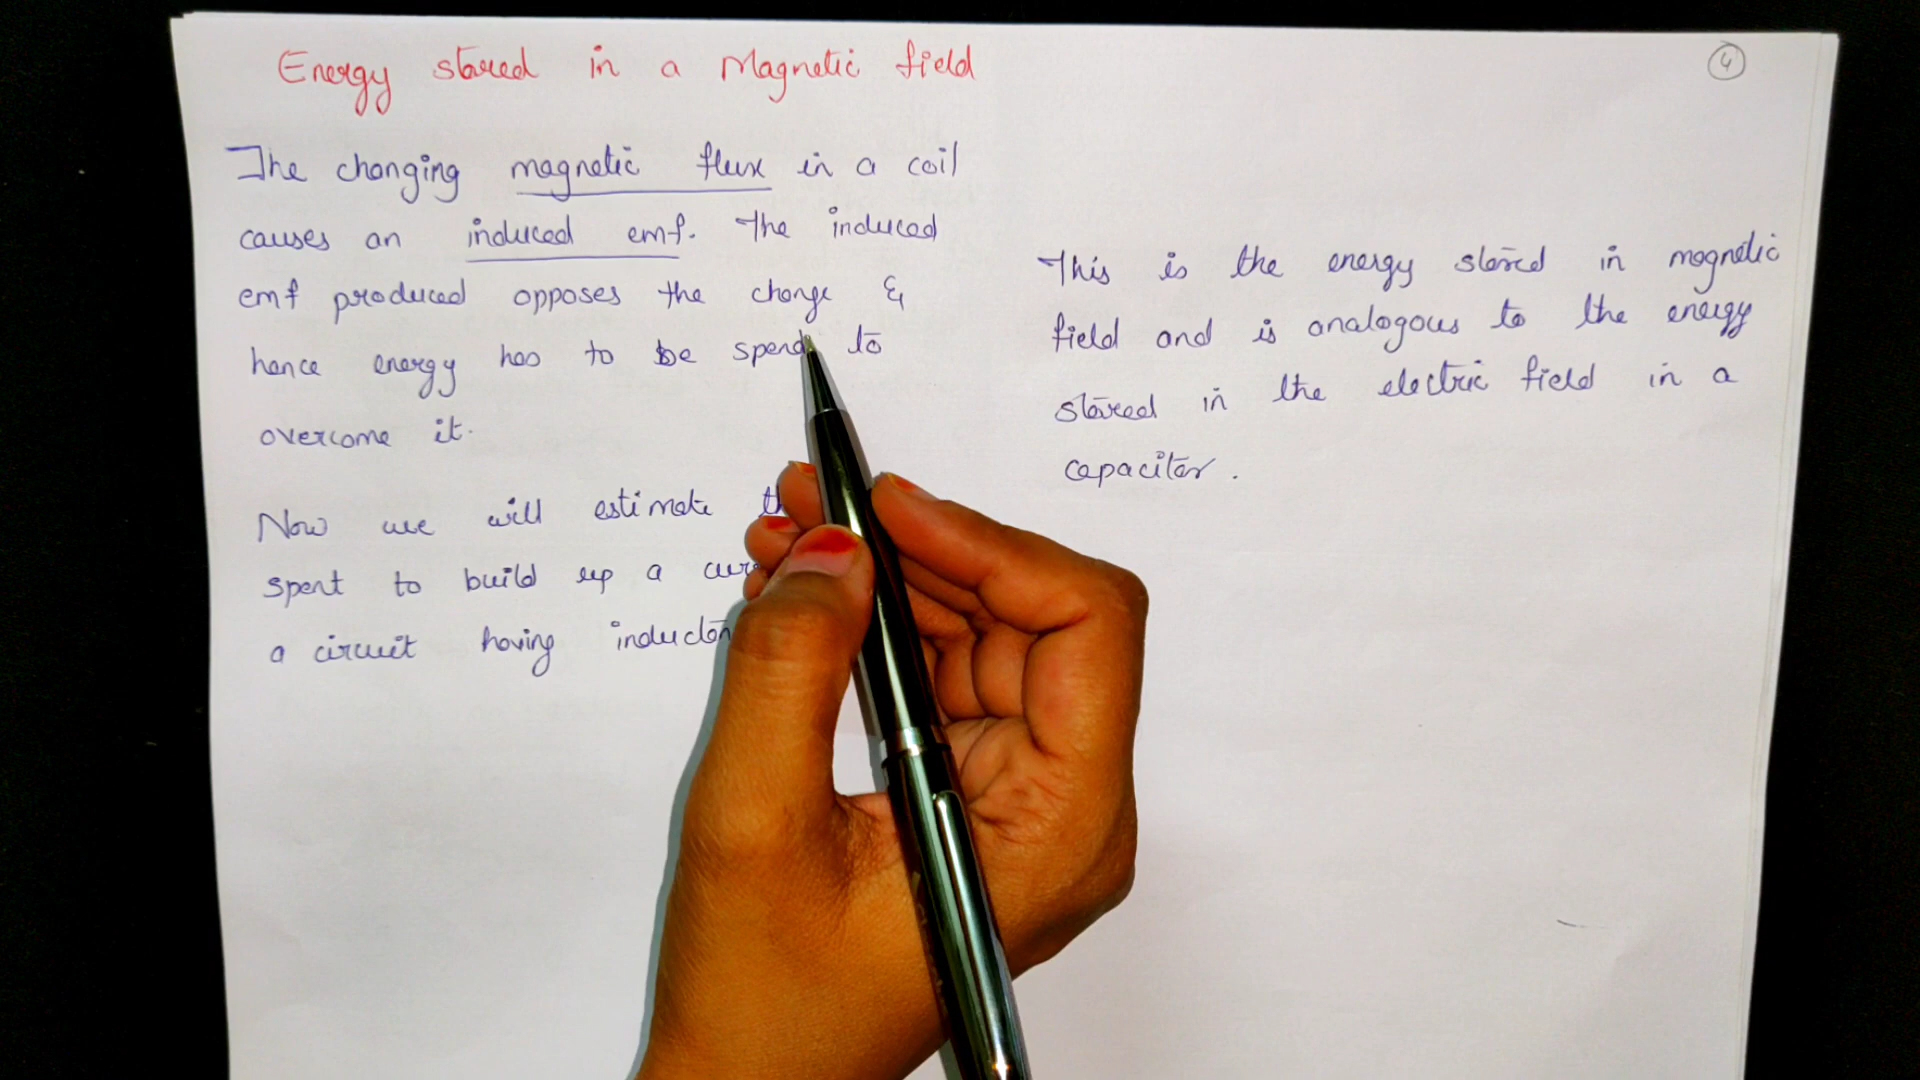 Energy stored in a Magnetic field
4
The changing magnetic flux in a coil
causes an induced emf. The induced
emf produced opposes the change &
hence energy has to be spend to
overcome it.
Now we will estimate
spent to build up a
a circuit having
This is the energy stored in magnetic
field and is analogous to the energy
stored in the electric field in a
capacitor.